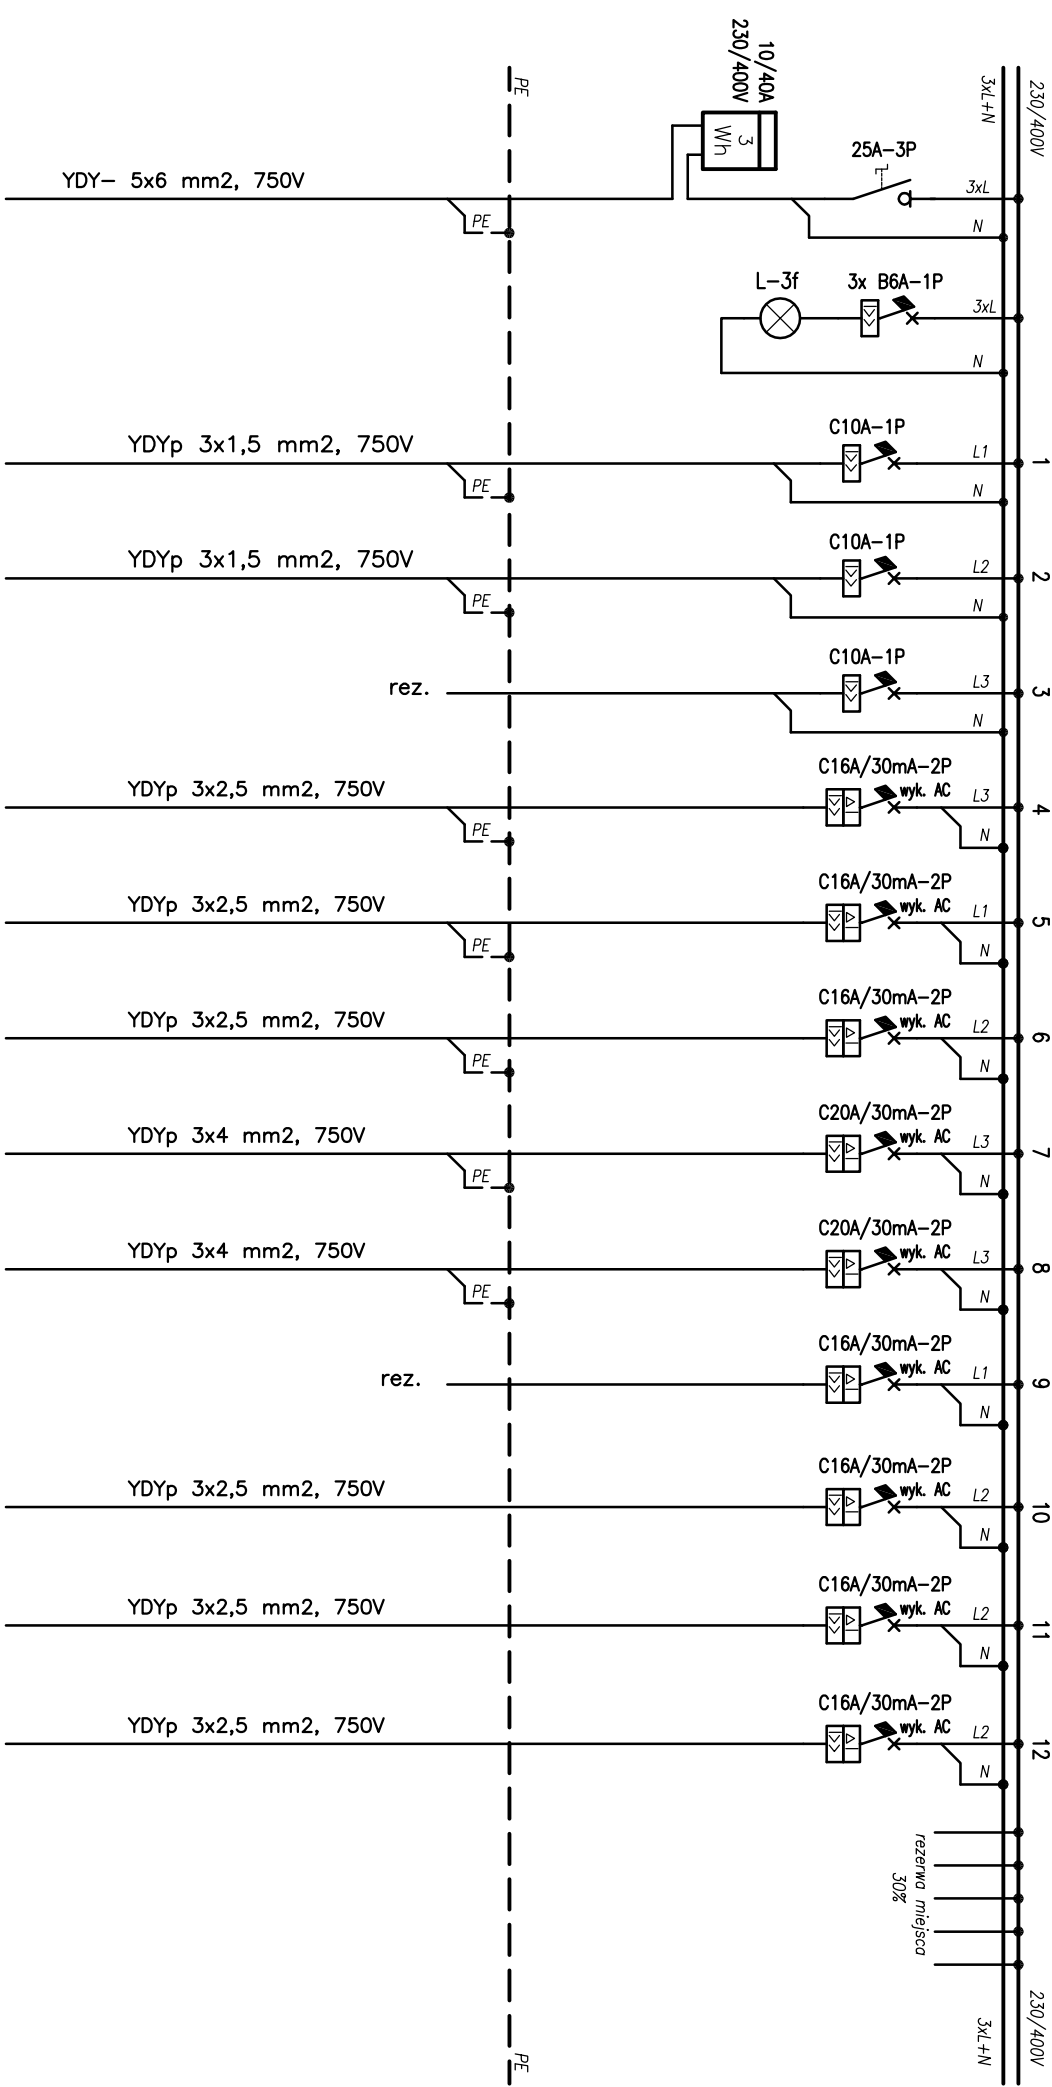 230/400V
3xL+N
PE
10/40A
230/400V
3
Wh
25A-3P
3xL
N
YDY- 5x6 mm2, 750V
PE
L-3f
3x B6A-1P
3xL
N
1
C10A-1P
L1
N
YDYp 3x1,5 mm2, 750V
PE
2
C10A-1P
L2
N
YDYp 3x1,5 mm2, 750V
PE
3
C10A-1P
L3
N
rez.
4
C16A/30mA-2P
wyk. AC
L3
N
YDYp 3x2,5 mm2, 750V
PE
5
C16A/30mA-2P
wyk. AC
L1
N
YDYp 3x2,5 mm2, 750V
PE
6
C16A/30mA-2P
wyk. AC
L2
N
YDYp 3x2,5 mm2, 750V
PE
7
C20A/30mA-2P
wyk. AC
L3
N
YDYp 3x4 mm2, 750V
PE
8
C20A/30mA-2P
wyk. AC
L3
N
YDYp 3x4 mm2, 750V
PE
9
C16A/30mA-2P
wyk. AC
L1
N
rez.
10
C16A/30mA-2P
wyk. AC
L2
N
YDYp 3x2,5 mm2, 750V
11
C16A/30mA-2P
wyk. AC
L2
N
YDYp 3x2,5 mm2, 750V
12
C16A/30mA-2P
wyk. AC
L2
N
YDYp 3x2,5 mm2, 750V
rezerwa miejsca
30%
230/400V
3xL+N
PE